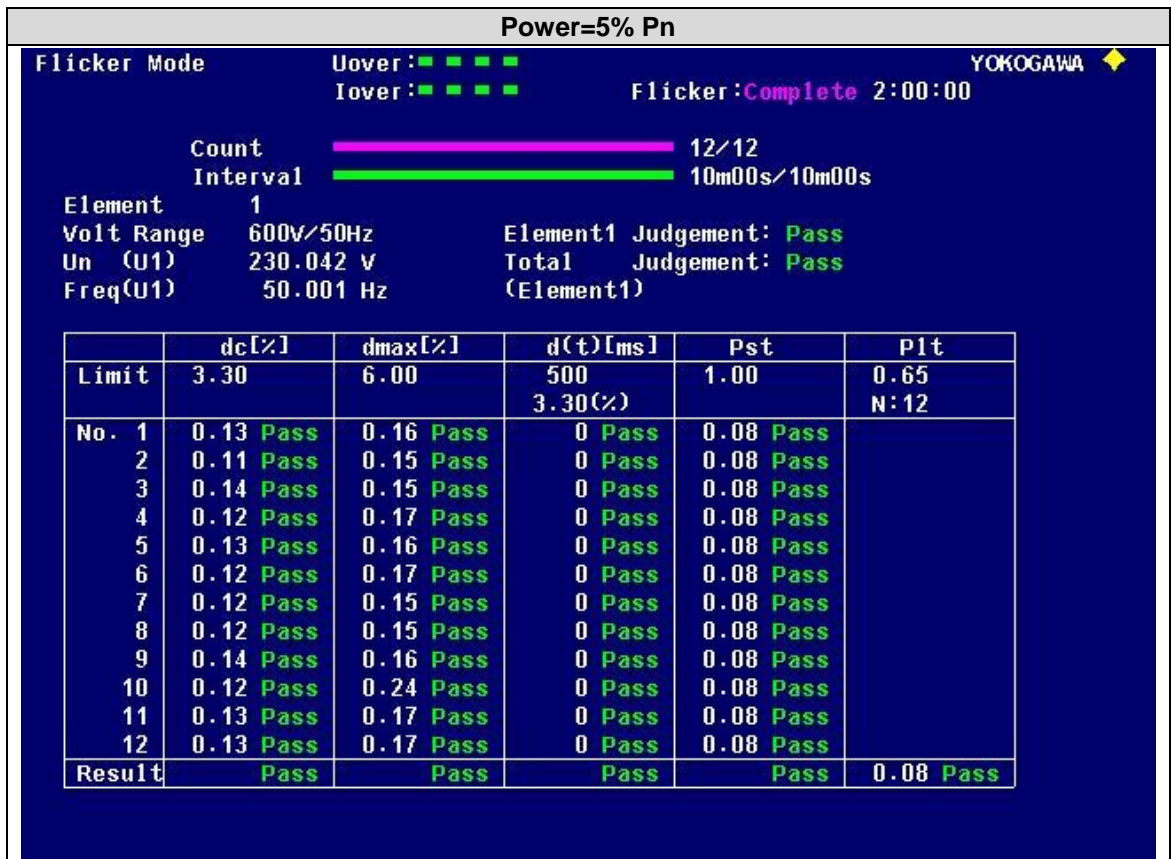 Power=5% Pn
Flicker Mode Uover: YOKOGAWA
Iover: Flicker:Complete 2:00:00
Count 12/12
Interval 10m00s/10m00s
Element 1
Volt Range 600V/50Hz Element1 Judgement: Pass
Un (U1) 230.042 V Total Judgement: Pass
Freq(U1) 50.001 Hz (Element1)
dc[%] dmax[%] d(t)[ms] Pst Plt
Limit 3.30 6.00 500 1.00 0.65
3.30(%) N:12
No. 1 0.13 Pass 0.16 Pass 0 Pass 0.08 Pass
2 0.11 Pass 0.15 Pass 0 Pass 0.08 Pass
3 0.14 Pass 0.15 Pass 0 Pass 0.08 Pass
4 0.12 Pass 0.17 Pass 0 Pass 0.08 Pass
5 0.13 Pass 0.16 Pass 0 Pass 0.08 Pass
6 0.12 Pass 0.17 Pass 0 Pass 0.08 Pass
7 0.12 Pass 0.15 Pass 0 Pass 0.08 Pass
8 0.12 Pass 0.15 Pass 0 Pass 0.08 Pass
9 0.14 Pass 0.16 Pass 0 Pass 0.08 Pass
10 0.12 Pass 0.24 Pass 0 Pass 0.08 Pass
11 0.13 Pass 0.17 Pass 0 Pass 0.08 Pass
12 0.13 Pass 0.17 Pass 0 Pass 0.08 Pass
Result Pass Pass Pass Pass 0.08 Pass